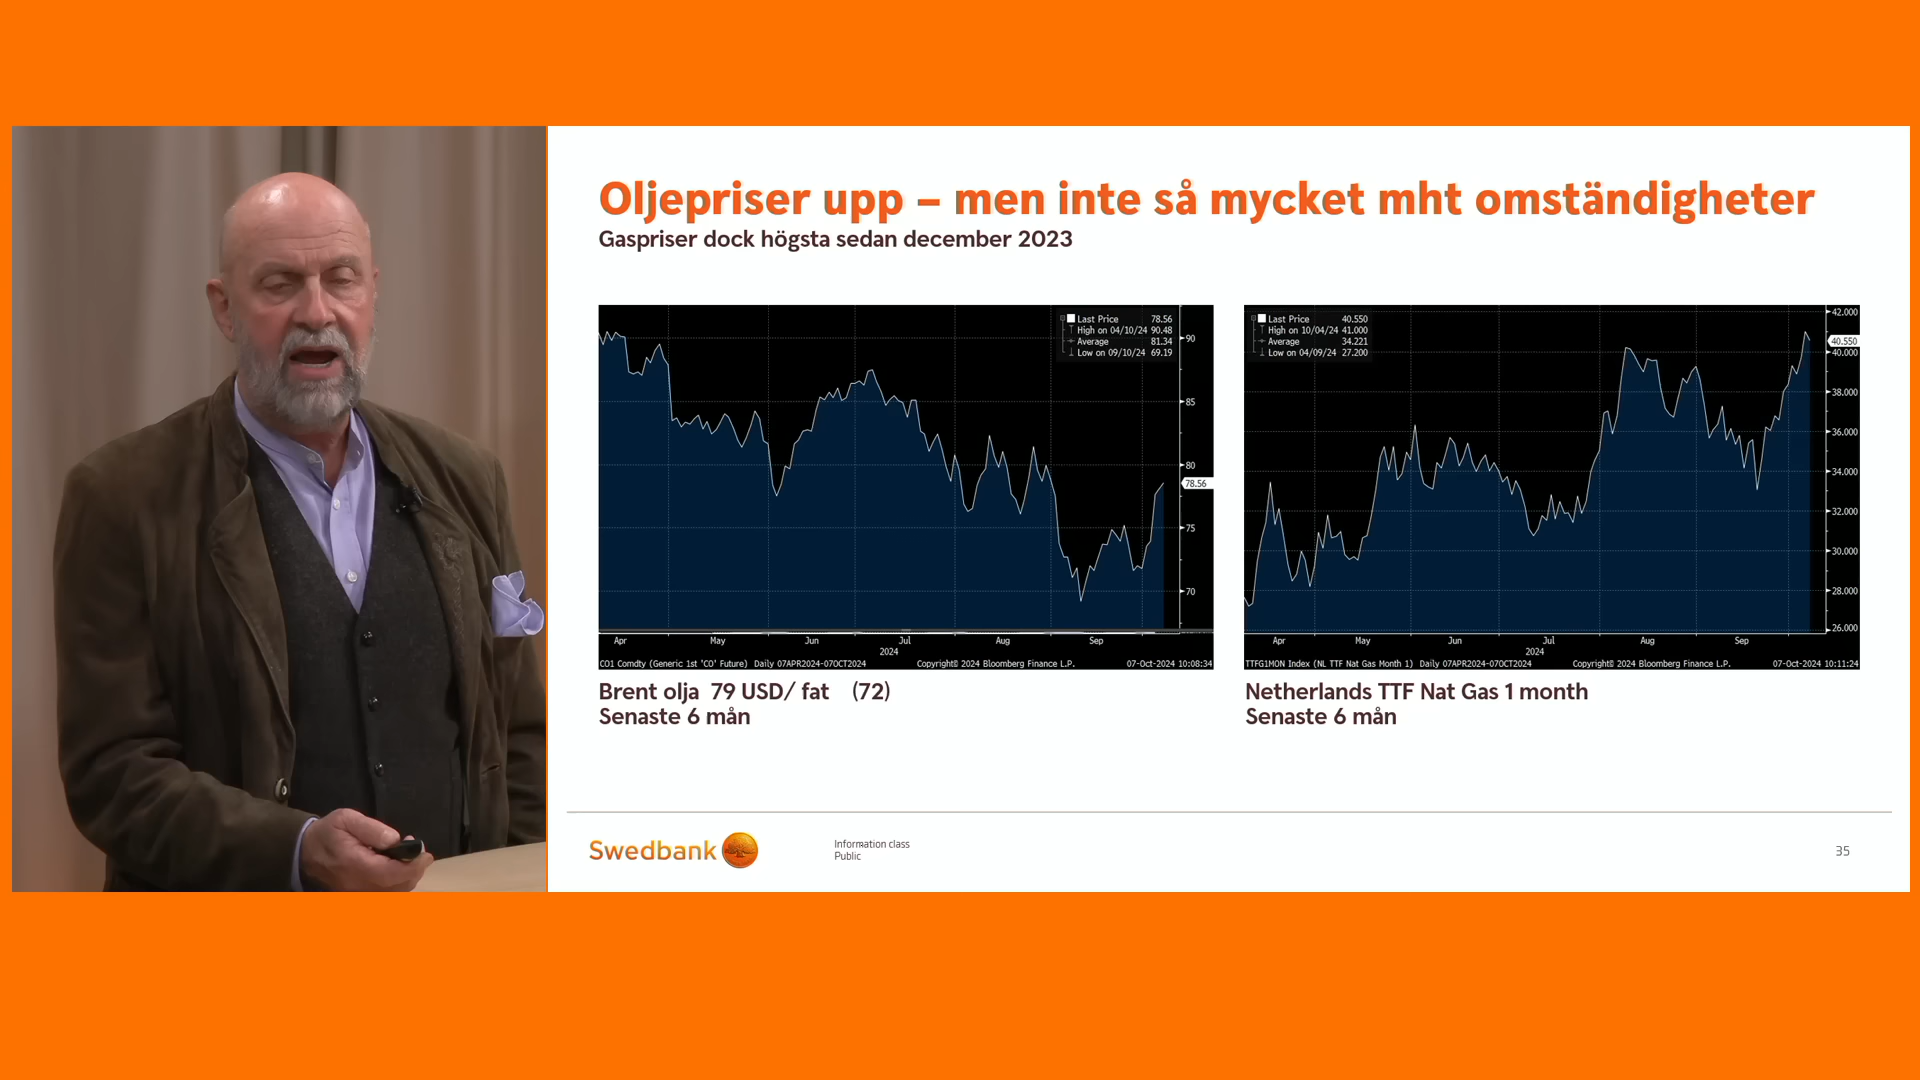 Oljepriser upp – men inte så mycket mht omständigheter
Gaspriser dock högsta sedan december 2023
Last Price 78.56
High on 04/10/24 90.48
Average 81.34
Low on 09/10/24 69.19
90
85
80
78.56
75
70
Apr May Jun Jul Aug Sep
2024
CO1 Comdty (Generic 1st 'CO' Future) Daily 07APR2024-07OCT2024 Copyright© 2024 Bloomberg Finance L.P. 07-Oct-2024 10:08:34
Brent olja 79 USD/ fat (72)
Senaste 6 mån
Last Price 40.550
High on 10/04/24 41.000
Average 34.221
Low on 04/09/24 27.200
42.000
40.550
40.000
38.000
36.000
34.000
32.000
30.000
28.000
26.000
Apr May Jun Jul Aug Sep
2024
TTFG1MON Index (NL TTF Nat Gas Month 1) Daily 07APR2024-07OCT2024 Copyright© 2024 Bloomberg Finance L.P. 07-Oct-2024 10:11:24
Netherlands TTF Nat Gas 1 month
Senaste 6 mån
Swedbank
Information class
Public
35